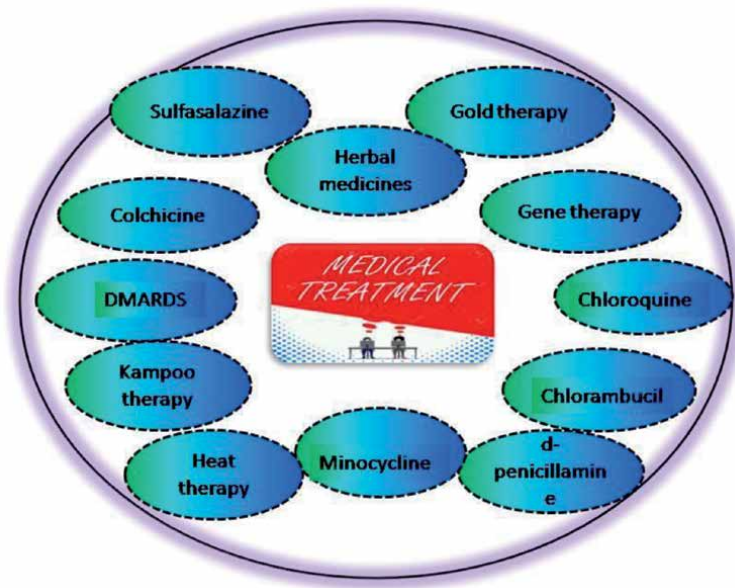 Sulfasalazine
Gold therapy
Herbal
medicines
Colchicine
Gene therapy
MEDICAL
TREATMENT
DMARDS
Chloroquine
Kampoo
therapy
Chlorambucil
Heat
therapy
Minocycline
d-
penicillamin
e